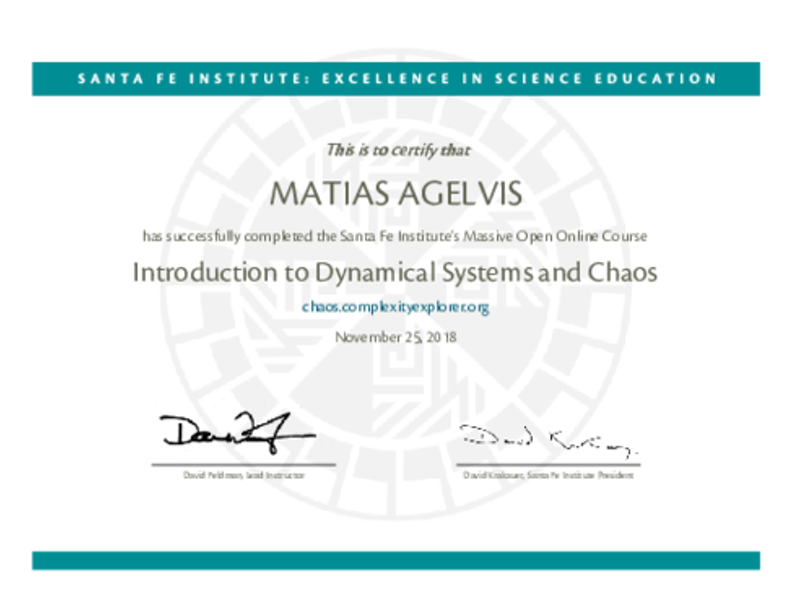 SANTA FE INSTITUTE: EXCELLENCE IN SCIENCE EDUCATION
This is to certify that
MATIAS AGELVIS
has successfully completed the Santa Fe Institute's Massive Open Online Course
Introduction to Dynamical Systems and Chaos
chaos.complexityexplorer.org
November 25, 2018
David Feldman, Lead Instructor
David Krakauer, Santa Fe Institute President